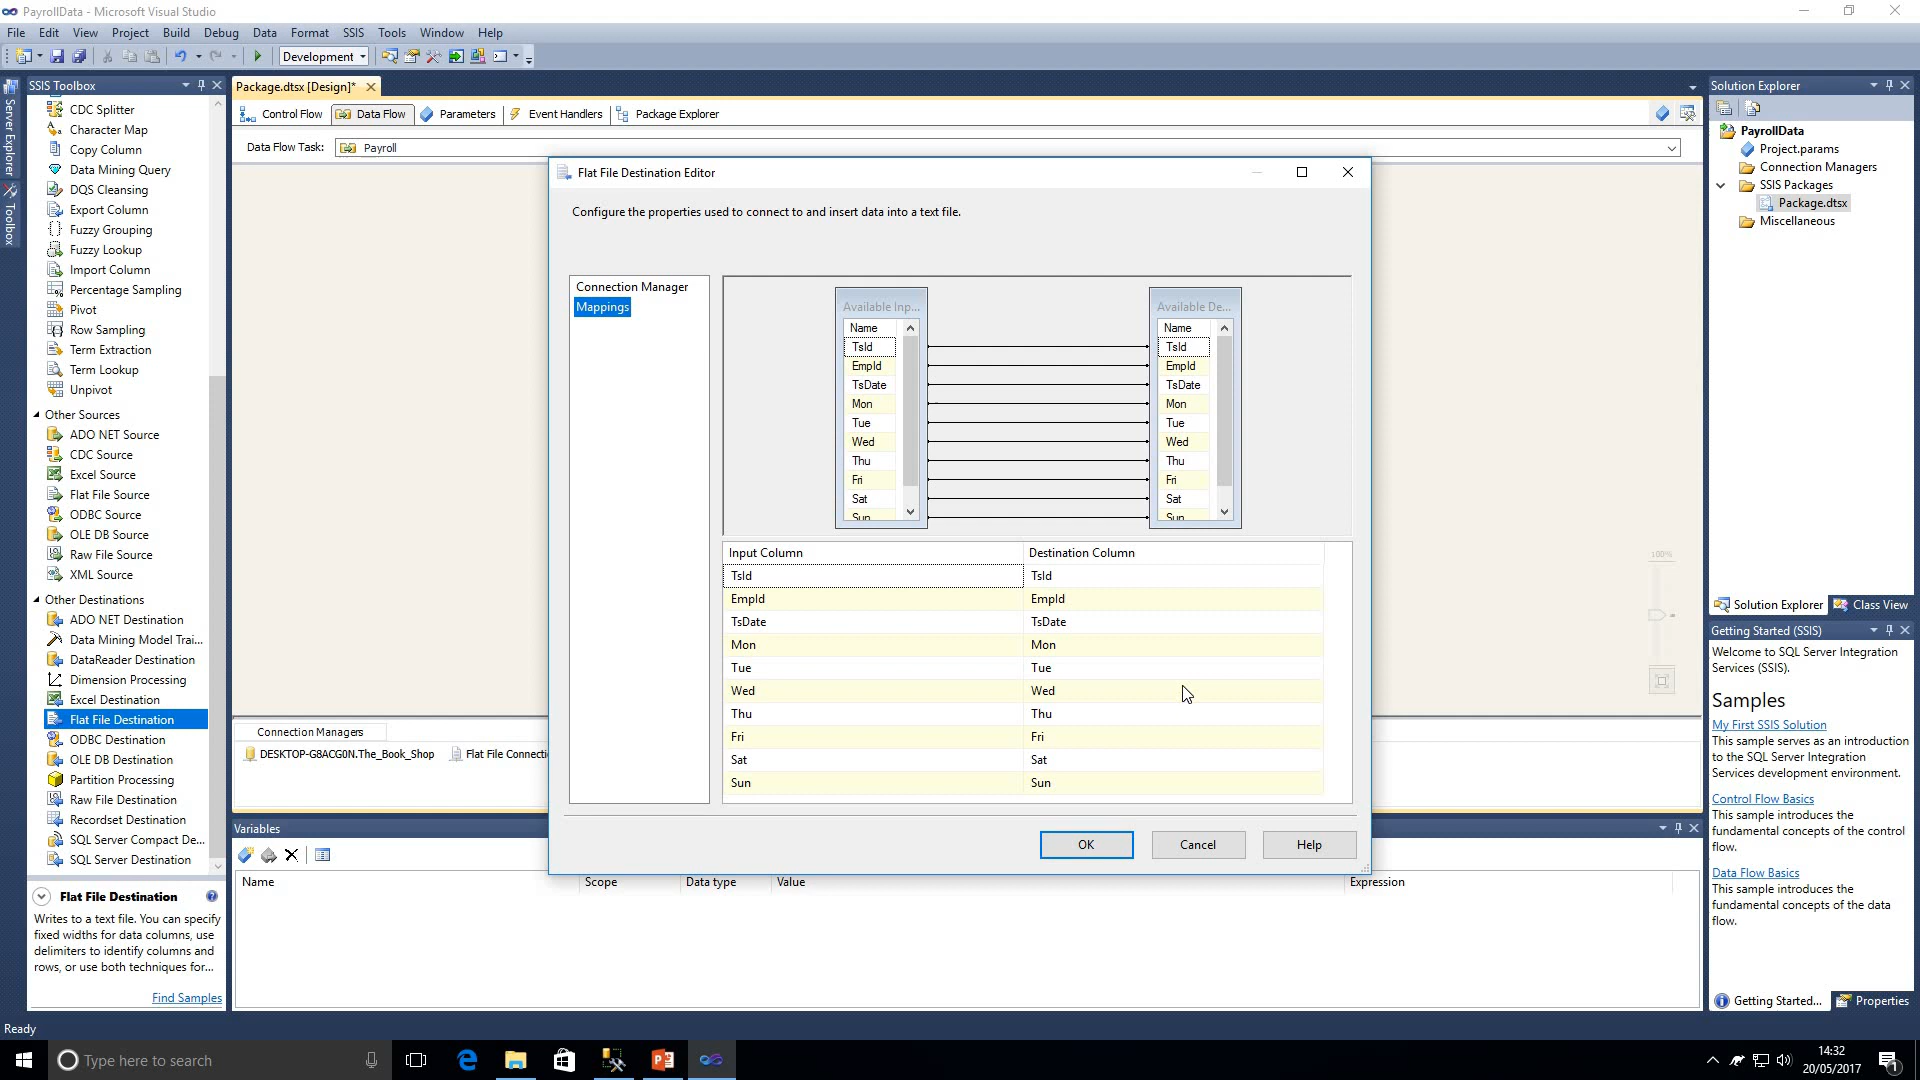 PayrollData - Microsoft Visual Studio
File Edit View Project Build Debug Data Format SSIS Tools Window Help
Development
SSIS Toolbox
Server Explorer
Toolbox
CDC Splitter
Character Map
Copy Column
Data Mining Query
DQS Cleansing
Export Column
Fuzzy Grouping
Fuzzy Lookup
Import Column
Percentage Sampling
Pivot
Row Sampling
Term Extraction
Term Lookup
Unpivot
Other Sources
ADO NET Source
CDC Source
Excel Source
Flat File Source
ODBC Source
OLE DB Source
Raw File Source
XML Source
Other Destinations
ADO NET Destination
Data Mining Model Trai...
DataReader Destination
Dimension Processing
Excel Destination
Flat File Destination
ODBC Destination
OLE DB Destination
Partition Processing
Raw File Destination
Recordset Destination
SQL Server Compact De...
SQL Server Destination
Flat File Destination
Writes to a text file. You can specify
fixed widths for data columns, use
delimiters to identify columns and
rows, or use both techniques for...
Find Samples
Package.dtsx [Design]*
Control Flow Data Flow Parameters Event Handlers Package Explorer
Data Flow Task: Payroll
Flat File Destination Editor
Configure the properties used to connect to and insert data into a text file.
Connection Manager
Mappings
Available Inp...
Name
TsId
EmpId
TsDate
Mon
Tue
Wed
Thu
Fri
Sat
Sun
Available De...
Name
TsId
EmpId
TsDate
Mon
Tue
Wed
Thu
Fri
Sat
Sun
Input Column Destination Column
TsId TsId
EmpId EmpId
TsDate TsDate
Mon Mon
Tue Tue
Wed Wed
Thu Thu
Fri Fri
Sat Sat
Sun Sun
OK Cancel Help
100%
Connection Managers
DESKTOP-G8ACG0N.The_Book_Shop Flat File Connecti
Variables
Name Scope Data type Value Expression
Solution Explorer
PayrollData
Project.params
Connection Managers
SSIS Packages
Package.dtsx
Miscellaneous
Solution Explorer Class View
Getting Started (SSIS)
Welcome to SQL Server Integration
Services (SSIS).
Samples
My First SSIS Solution
This sample serves as an introduction
to the SQL Server Integration
Services development environment.
Control Flow Basics
This sample introduces the
fundamental concepts of the control
flow.
Data Flow Basics
This sample introduces the
fundamental concepts of the data
flow.
Getting Started... Properties
Ready
Type here to search
14:32
20/05/2017
1